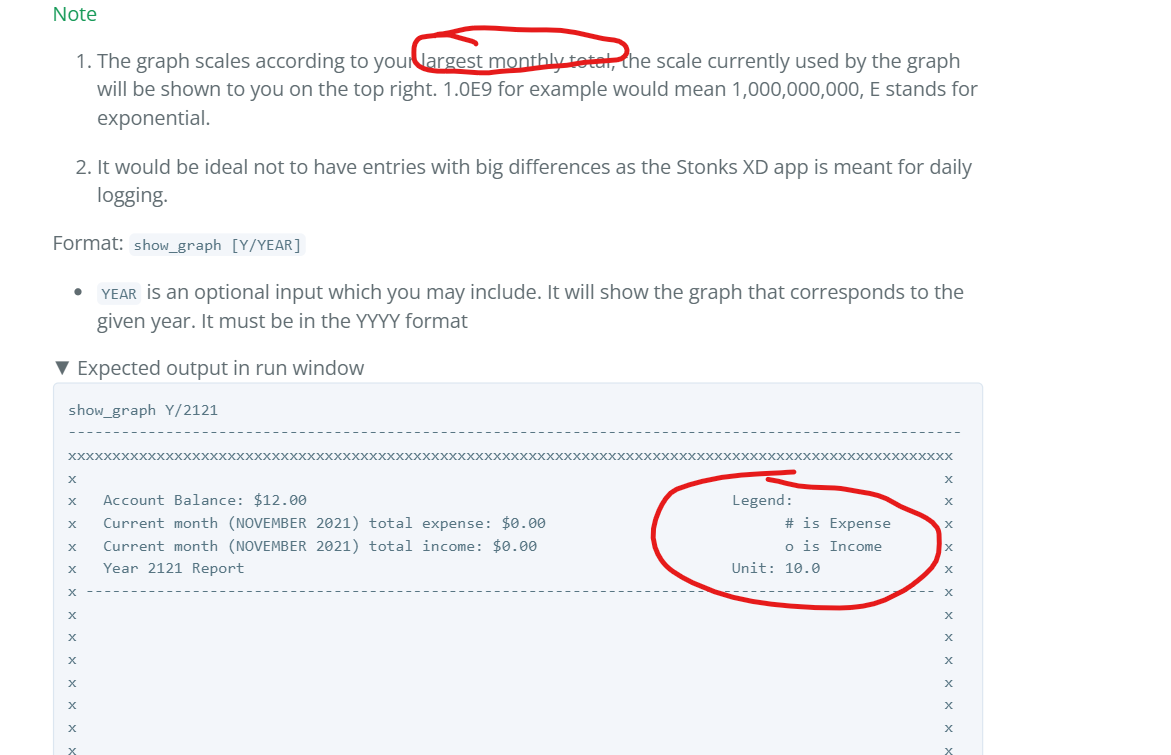 Note
1. The graph scales according to your largest monthly total, the scale currently used by the graph
will be shown to you on the top right. 1.0E9 for example would mean 1,000,000,000, E stands for
exponential.
2. It would be ideal not to have entries with big differences as the Stonks XD app is meant for daily
logging.
Format: show_graph [Y/YEAR]
• YEAR is an optional input which you may include. It will show the graph that corresponds to the
given year. It must be in the YYYY format
▼ Expected output in run window
show_graph Y/2121
----------------------------------------------------------------------------------------------------
xxxxxxxxxxxxxxxxxxxxxxxxxxxxxxxxxxxxxxxxxxxxxxxxxxxxxxxxxxxxxxxxxxxxxxxxxxxxxxxxxxxxxxxxxxxxxxxxxxxx
x x
x Account Balance: $12.00 Legend: x
x Current month (NOVEMBER 2021) total expense: $0.00 # is Expense x
x Current month (NOVEMBER 2021) total income: $0.00 o is Income x
x Year 2121 Report Unit: 10.0 x
x ------------------------------------------------------------------------------------------------ x
x x
x x
x x
x x
x x
x x
x x